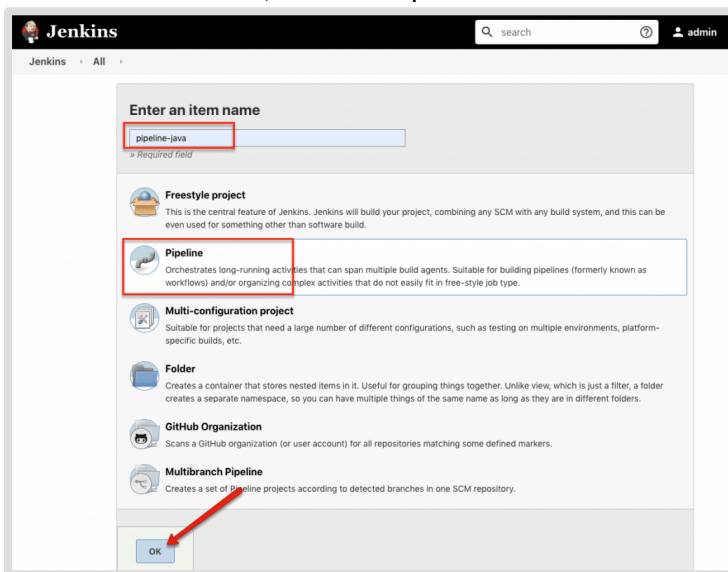 Jenkins
search
admin
Jenkins
All
Enter an item name
pipeline-java
» Required field
Freestyle project
This is the central feature of Jenkins. Jenkins will build your project, combining any SCM with any build system, and this can be
even used for something other than software build.
Pipeline
Orchestrates long-running activities that can span multiple build agents. Suitable for building pipelines (formerly known as
workflows) and/or organizing complex activities that do not easily fit in free-style job type.
Multi-configuration project
Suitable for projects that need a large number of different configurations, such as testing on multiple environments, platform-
specific builds, etc.
Folder
Creates a container that stores nested items in it. Useful for grouping things together. Unlike view, which is just a filter, a folder
creates a separate namespace, so you can have multiple things of the same name as long as they are in different folders.
GitHub Organization
Scans a GitHub organization (or user account) for all repositories matching some defined markers.
Multibranch Pipeline
Creates a set of Pipeline projects according to detected branches in one SCM repository.
OK